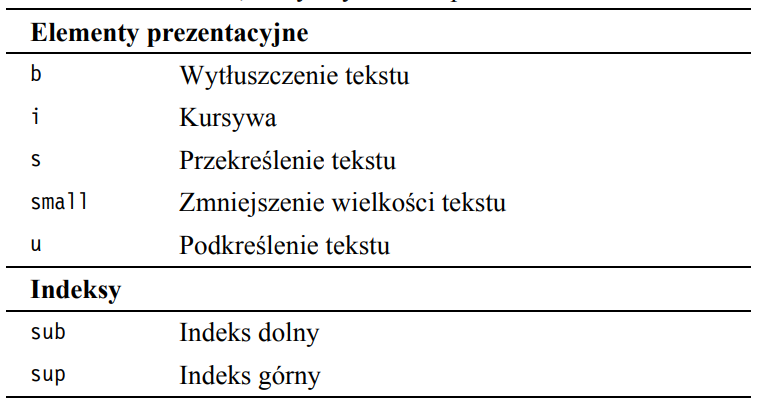 Elementy prezentacyjne
b Wytłuszczenie tekstu
i Kursywa
s Przekreślenie tekstu
small Zmniejszenie wielkości tekstu
u Podkreślenie tekstu
Indeksy
sub Indeks dolny
sup Indeks górny